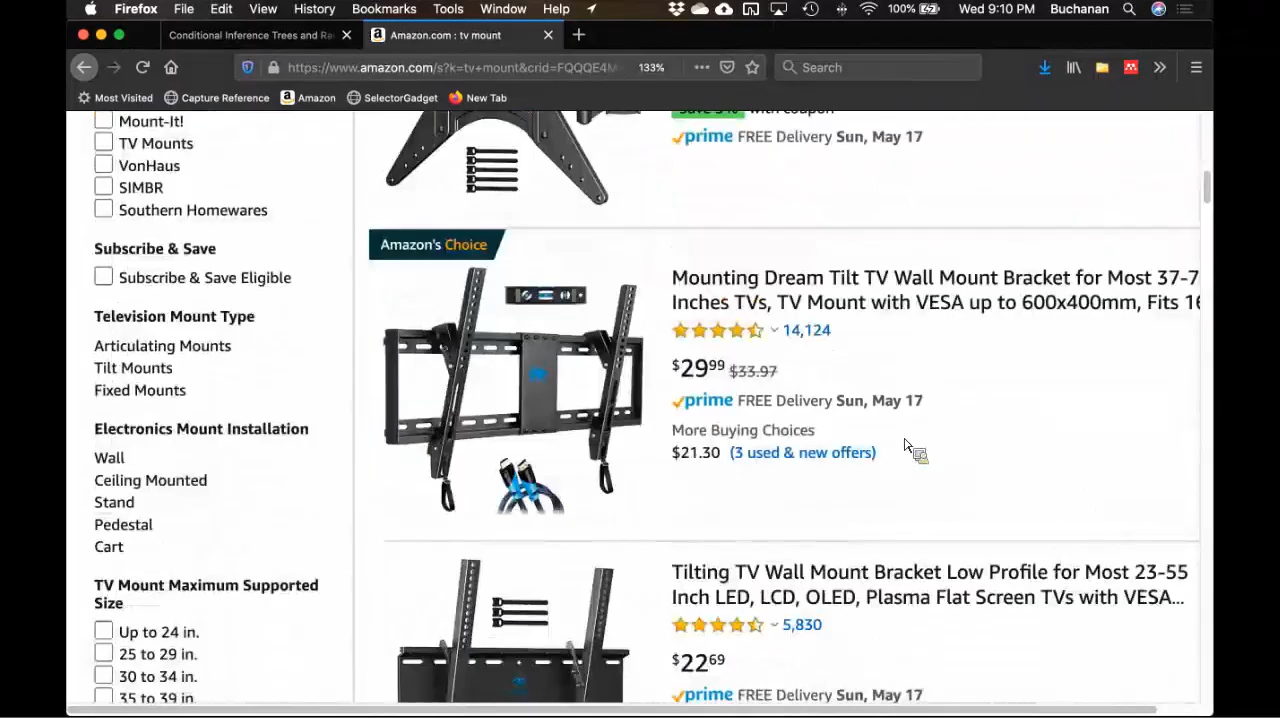 Firefox File Edit View History Bookmarks Tools Window Help 100% Wed 9:10 PM Buchanan
Conditional Inference Trees and Ra
Amazon.com : tv mount
https://www.amazon.com/s?k=tv+mount&crid=FQQQE4M 133% Search
Most Visited Capture Reference Amazon SelectorGadget New Tab
Mount-It!
TV Mounts
VonHaus
SIMBR
Southern Homewares
Subscribe & Save
Subscribe & Save Eligible
Television Mount Type
Articulating Mounts
Tilt Mounts
Fixed Mounts
Electronics Mount Installation
Wall
Ceiling Mounted
Stand
Pedestal
Cart
TV Mount Maximum Supported
Size
Up to 24 in.
25 to 29 in.
30 to 34 in.
35 to 39 in.
with coupon
prime FREE Delivery Sun, May 17
Amazon's Choice
Mounting Dream Tilt TV Wall Mount Bracket for Most 37-7
Inches TVs, TV Mount with VESA up to 600x400mm, Fits 16
14,124
$29 99 $33.97
prime FREE Delivery Sun, May 17
More Buying Choices
$21.30 (3 used & new offers)
Tilting TV Wall Mount Bracket Low Profile for Most 23-55
Inch LED, LCD, OLED, Plasma Flat Screen TVs with VESA...
5,830
$22 69
prime FREE Delivery Sun, May 17